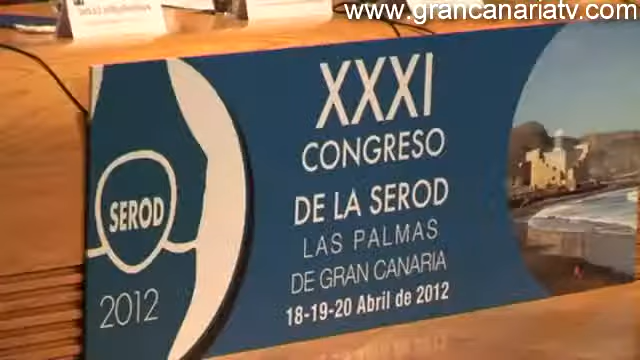 www.grancanariatv.com
XXXI
CONGRESO
DE LA SEROD
LAS PALMAS
DE GRAN CANARIA
18-19-20 Abril de 2012
SEROD
2012